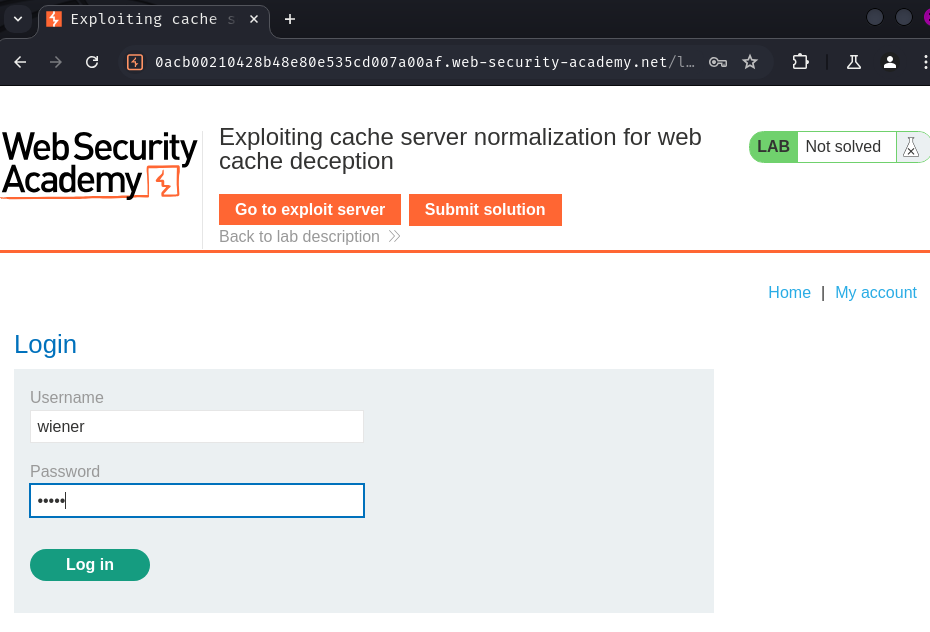 Exploiting cache s
0acb00210428b48e80e535cd007a00af.web-security-academy.net/l…
Web Security
Academy
Exploiting cache server normalization for web
cache deception
LAB Not solved
Go to exploit server Submit solution
Back to lab description
Home | My account
Login
Username
wiener
Password
•••••
Log in